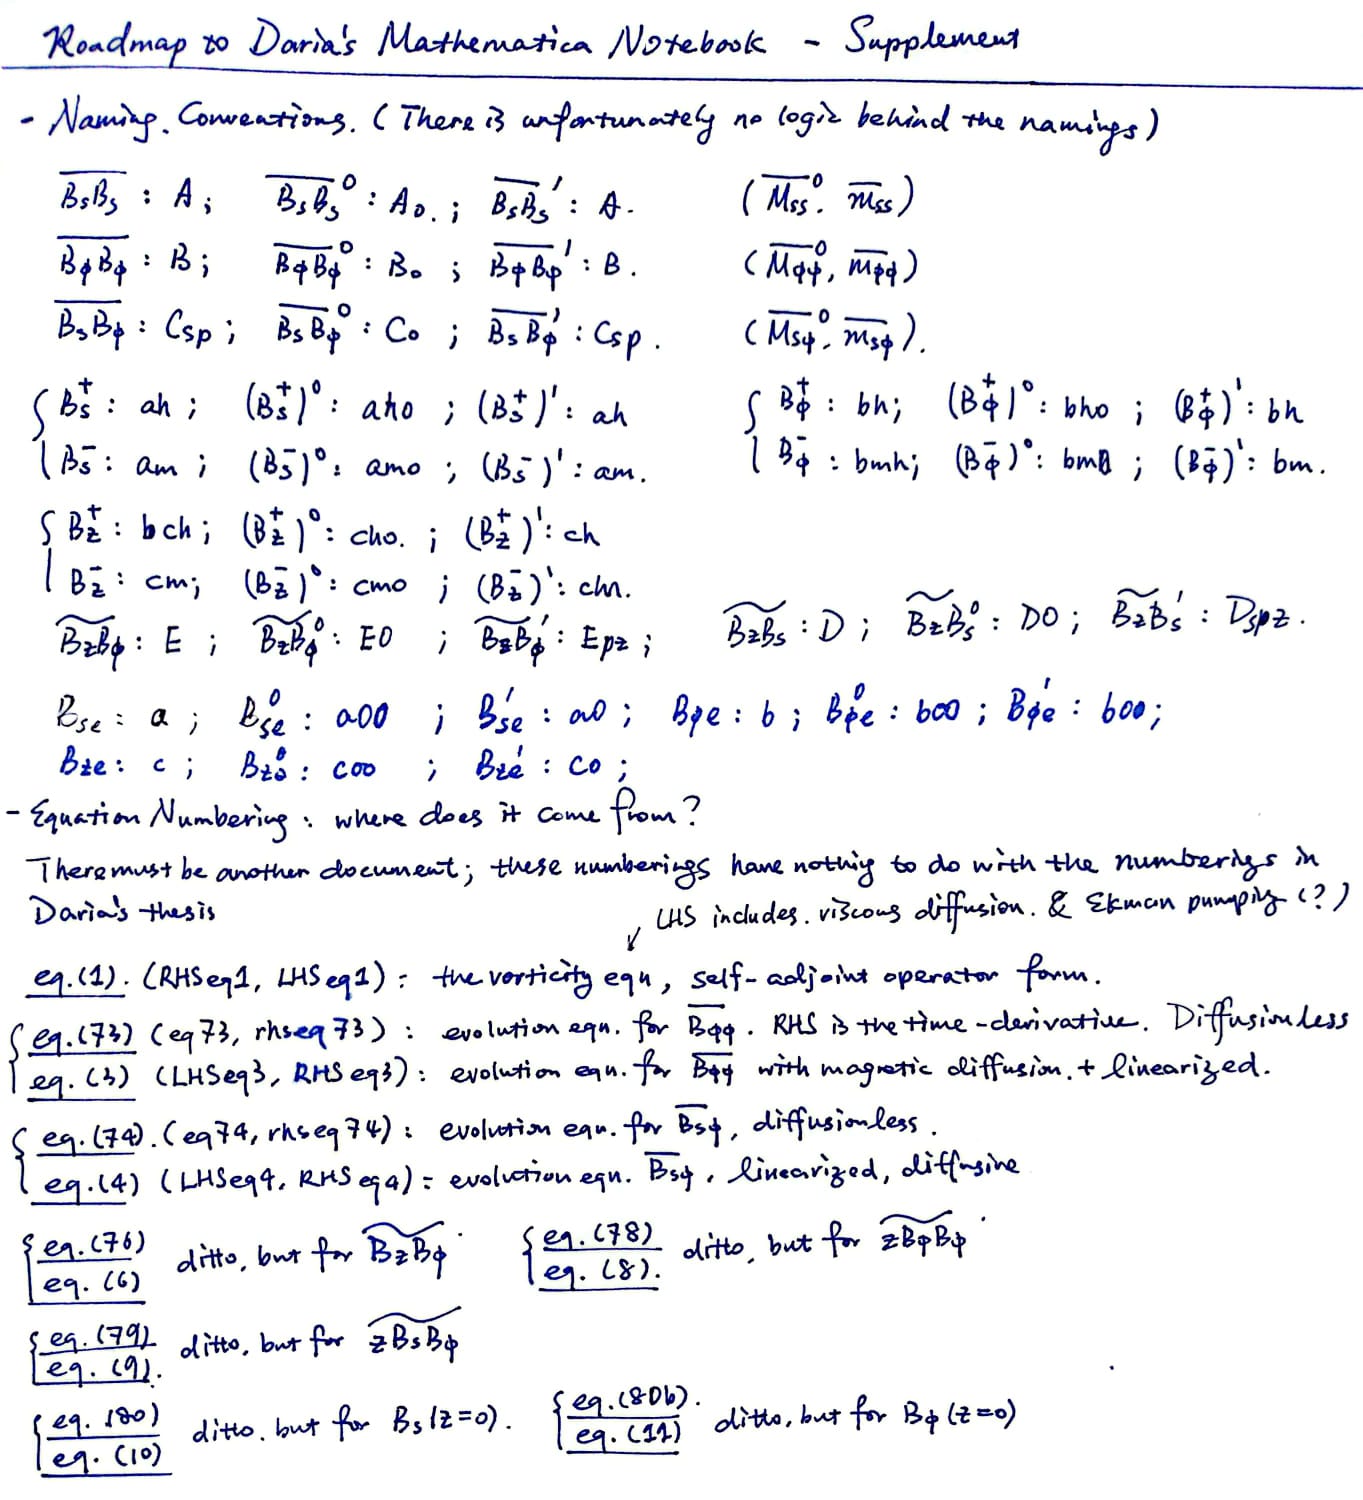 Roadmap to Daria's Mathematica Notebook - Supplement
- Naming Conventions. (There is unfortunately no logic behind the namings)
$\overline{B_sB_s}$ : A; $\overline{B_sB_s}^0$ : A0.; $\overline{B_sB_s}'$ : A. ($\overline{M_{ss}}^0$, $\overline{m_{ss}}$)
$\overline{B_\phi B_\phi}$ : B; $\overline{B_\phi B_\phi}^0$ : B0 ; $\overline{B_\phi B_\phi}'$ : B. ($\overline{M_{\phi\phi}}^0$, $\overline{m_{\phi\phi}}$)
$\overline{B_sB_\phi}$ : Csp; $\overline{B_sB_\phi}^0$ : C0 ; $\overline{B_sB_\phi}'$ : Csp. ($\overline{M_{s\phi}}^0$, $\overline{m_{s\phi}}$).
{ $B_s^+$ : ah ; $(B_s^+)^0$ : aho ; $(B_s^+)'$ : ah { $B_\phi^+$ : bh; $(B_\phi^+)^0$ : bho ; $(B_\phi^+)'$ : bh
$B_s^-$ : am ; $(B_s^-)^0$ : amo ; $(B_s^-)'$ : am. $B_\phi^-$ : bmh; $(B_\phi^-)^0$ : bm0 ; $(B_\phi^-)'$ : bm.
{ $B_z^+$ : bch; $(B_z^+)^0$ : cho. ; $(B_z^+)'$ : ch
$B_z^-$ : cm; $(B_z^-)^0$ : cmo ; $(B_z^-)'$ : cm.
$\widetilde{B_zB_\phi}$ : E ; $\widetilde{B_zB_\phi}^0$ : E0 ; $\widetilde{B_zB_\phi}'$ : Epz ; $\widetilde{B_zB_s}$ : D ; $\widetilde{B_zB_s}^0$ : D0 ; $\widetilde{B_zB_s}'$ : Dspz.
$B_{se}$ : a ; $B_{se}^0$ : a00 ; $B_{se}'$ : a0 ; $B_{\phi e}$ : b ; $B_{\phi e}^0$ : b00 ; $B_{\phi e}'$ : b00;
$B_{ze}$ : c ; $B_{ze}^0$ : c00 ; $B_{ze}'$ : c0 ;
- Equation Numbering : where does it come from?
There must be another document; these numberings have nothig to do with the numberigs in
Daria's thesis
LHS includes. viscous diffusion. & Ekman pumpig (?)
eq.(1). (RHSeq1, LHSeq1) : the vorticity eqn, self-adjoint operator form.
{ eq.(73) (eq73, rhseq73) : evolution eqn. for $\overline{B_{\phi\phi}}$. RHS is the time-derivative. Diffusionless
eq. (3) (LHSeq3, RHSeq3) : evolution eqn. for $\overline{B_{\phi\phi}}$ with magnetic diffusion. + linearized.
{ eq.(74). (eq74, rhseq74) : evolution eqn. for $\overline{B_{s\phi}}$, diffusionless.
eq.(4) (LHSeq4, RHSeq4) : evolution eqn. $\overline{B_{s\phi}}$, linearized, diffusive
{ eq.(76) eq. (6) ditto, but for $\widetilde{B_zB_\phi}$. { eq.(78) eq. (8). ditto, but for $\widetilde{zB_\phi B_\phi}$.
{ eq.(79) eq. (9). ditto, but for $\widetilde{zB_sB_\phi}$
{ eq. (80) eq. (10) ditto. but for $B_s$(z=0). { eq.(80b). eq. (11) ditto, but for $B_\phi$(z=0)